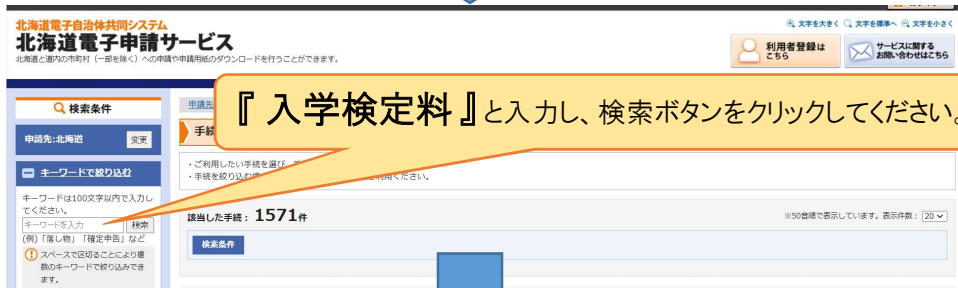 北海道電子自治体共同システム
北海道電子申請サービス
北海道と道内の市町村（一部を除く）への申請や申請用紙のダウンロードを行うことができます。
文字を大きく 文字を標準へ 文字を小さく
利用者登録は
こちら
サービスに関する
お問い合わせはこちら
『 入学検定料 』と入力し、検索ボタンをクリックしてください。
検索条件
申請先:北海道 変更
キーワードで絞り込む
キーワードは100文字以内で入力し
てください。
キーワードを入力 検索
(例)「落し物」「確定申告」など
スペースで区切ることにより複
数のキーワードで絞り込みでき
ます。
申請先
手続
・ご利用したい手続を選び、
・手続を絞り込む
ください。
該当した手続： 1571件
※50音順で表示しています。表示件数： 20
検索条件